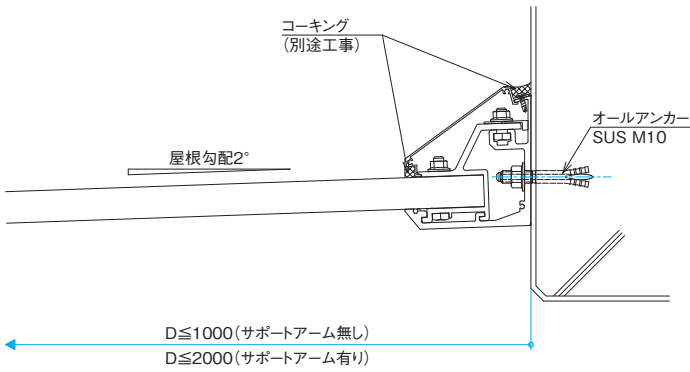 コーキング
(別途工事)
オールアンカー
SUS M10
屋根勾配2°
D≦1000(サポートアーム無し)
D≦2000(サポートアーム有り)